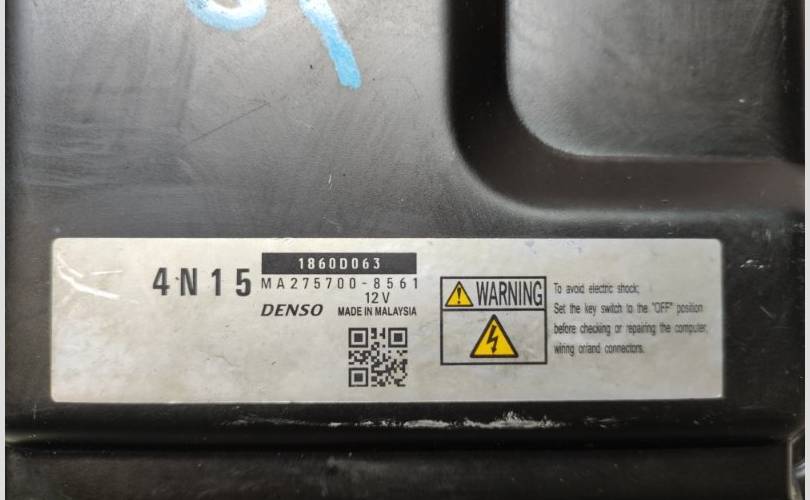 4N15
1860D063
MA275700-8561
12V
DENSO MADE IN MALAYSIA
WARNING
To avoid electric shock;
Set the key switch to the "OFF" position
before checking or repairing the computer,
wiring or/and connectors.